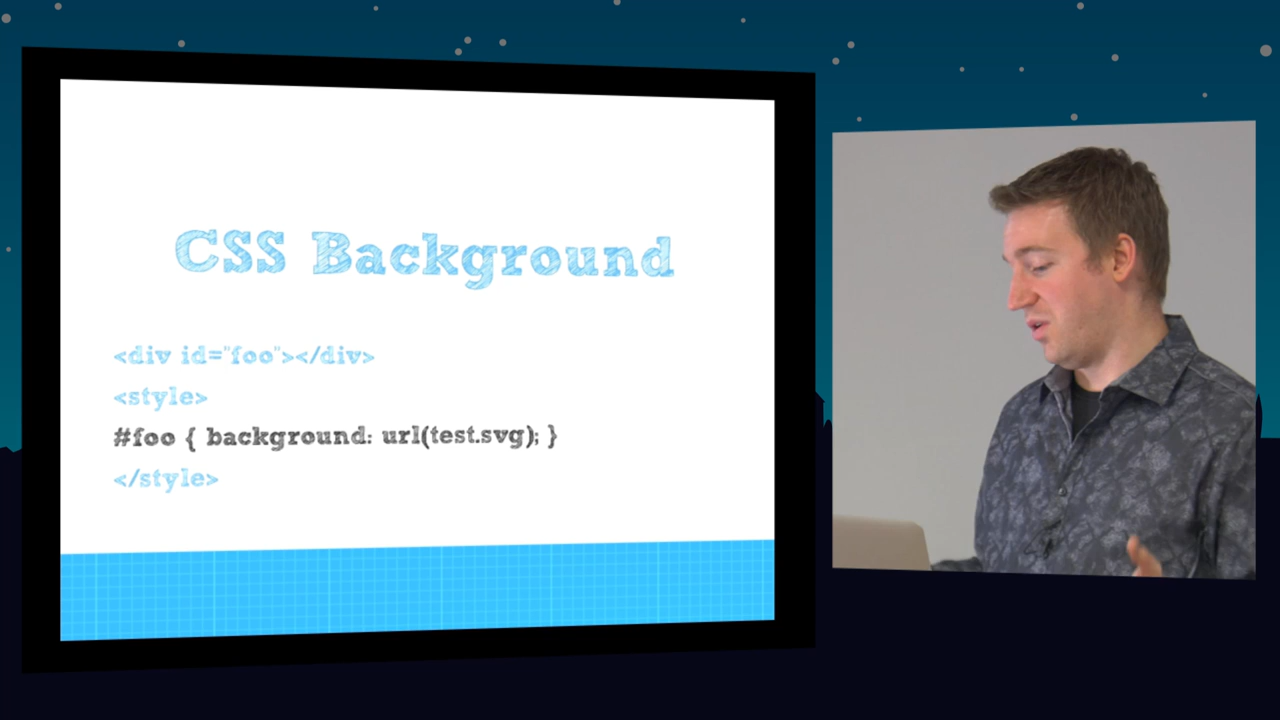 CSS Background
<div id="foo"></div>
<style>
#foo { background: url(test.svg); }
</style>